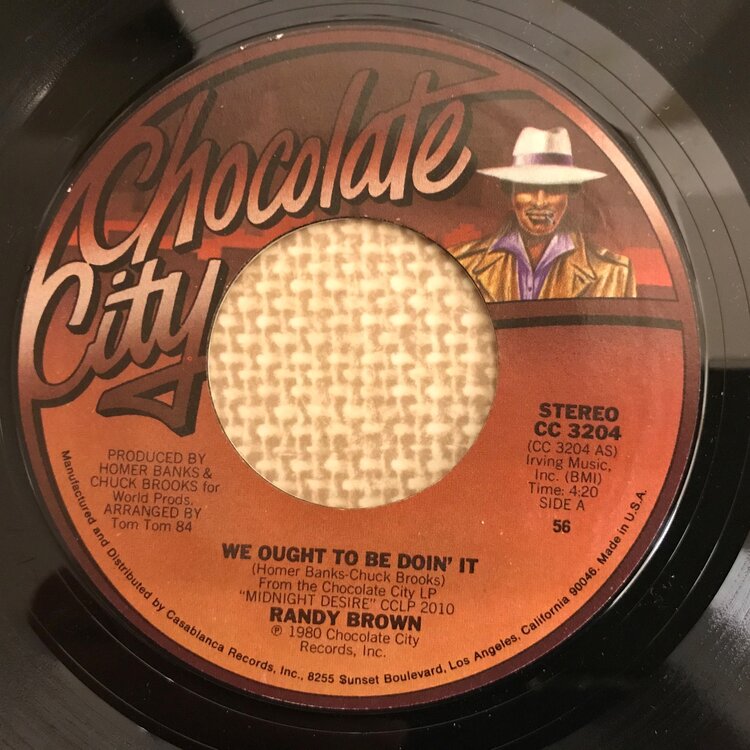 Chocolate
City
STEREO
CC 3204
(CC 3204 AS)
Irving Music,
Inc. (BMI)
Time: 4:20
SIDE A
56
PRODUCED BY
HOMER BANKS &
CHUCK BROOKS for
World Prods.
ARRANGED BY
Tom Tom 84
WE OUGHT TO BE DOIN' IT
(Homer Banks-Chuck Brooks)
From the Chocolate City LP
"MIDNIGHT DESIRE" CCLP 2010
RANDY BROWN
℗ 1980 Chocolate City
Records, Inc.
Manufactured and Distributed by Casablanca Records, Inc., 8255 Sunset Boulevard, Los Angeles, California 90046. Made in U.S.A.